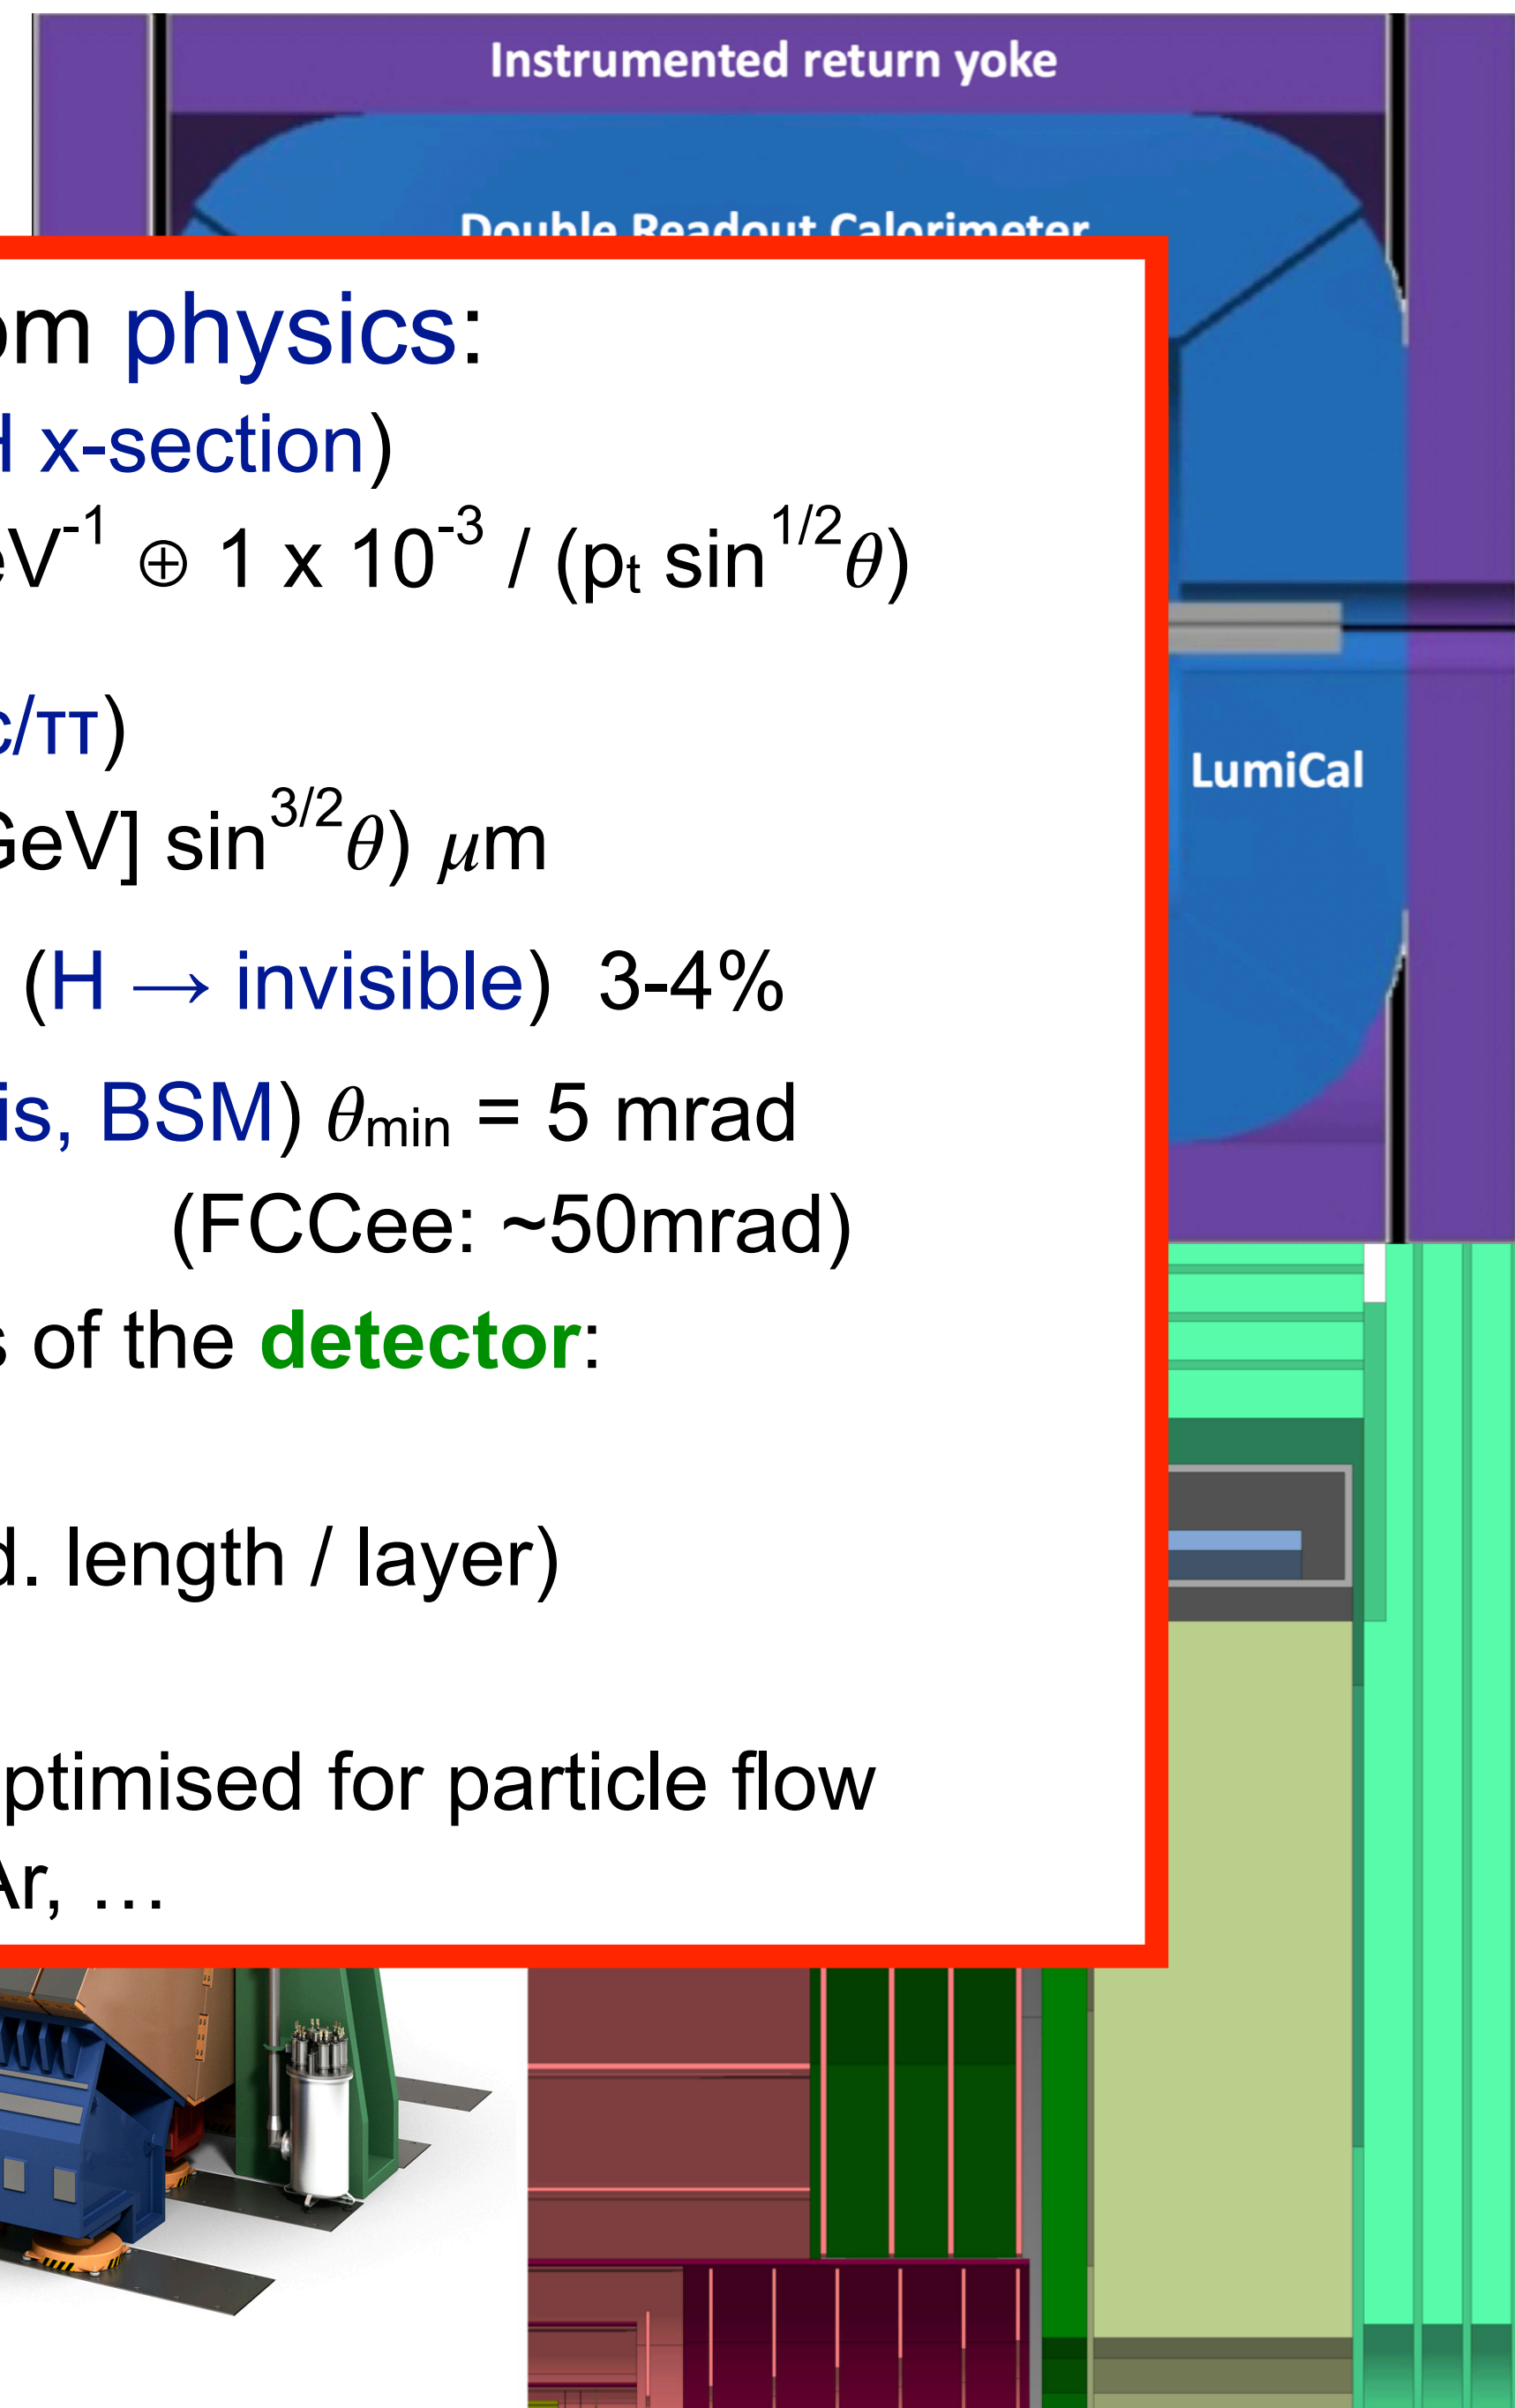 Instrumented return yoke
Double Readout Calorimeter
om physics:
H x-section)
eV⁻¹ ⊕ 1 x 10⁻³ / (pₜ sin¹/²θ)
c/ττ)
GeV] sin³/²θ) μm
LumiCal
(H → invisible) 3-4%
is, BSM) θmin = 5 mrad
(FCCee: ~50mrad)
s of the detector:
d. length / layer)
ptimised for particle flow
Ar, …